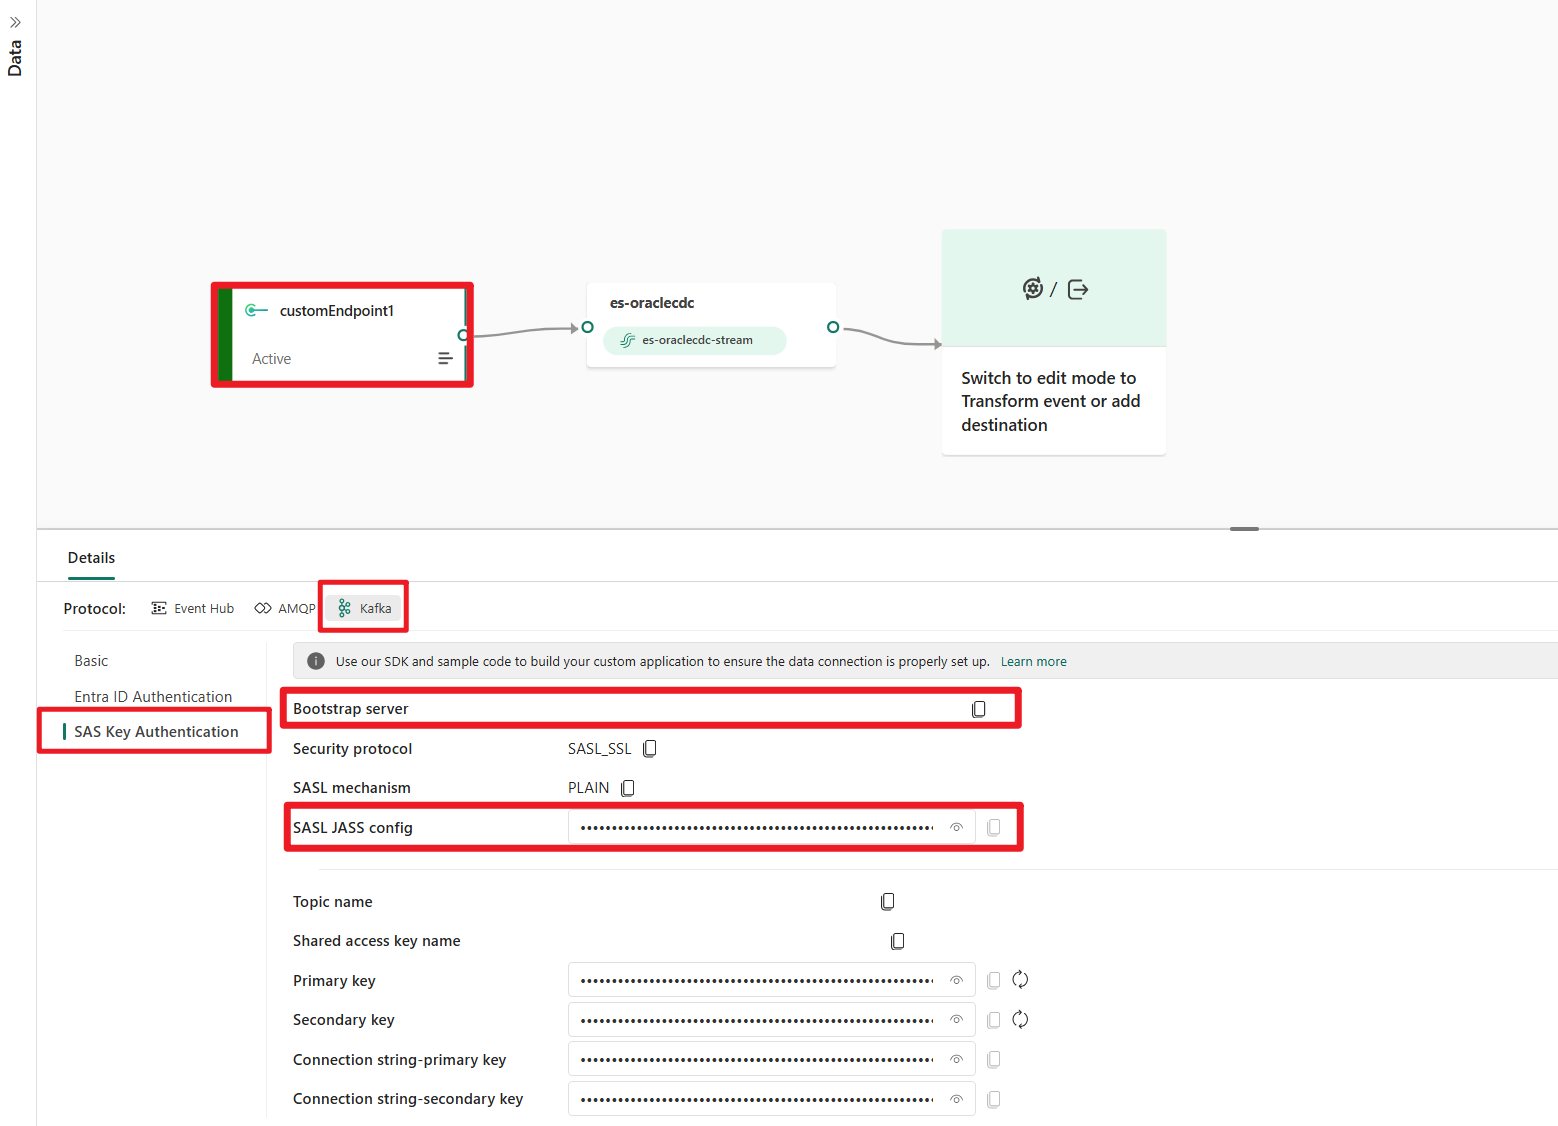 Data
customEndpoint1
Active
es-oraclecdc
es-oraclecdc-stream
/
Switch to edit mode to
Transform event or add
destination
Details
Protocol: Event Hub AMQP Kafka
Basic
Entra ID Authentication
SAS Key Authentication
Use our SDK and sample code to build your custom application to ensure the data connection is properly set up. Learn more
Bootstrap server
Security protocol SASL_SSL
SASL mechanism PLAIN
SASL JASS config
Topic name
Shared access key name
Primary key
Secondary key
Connection string-primary key
Connection string-secondary key